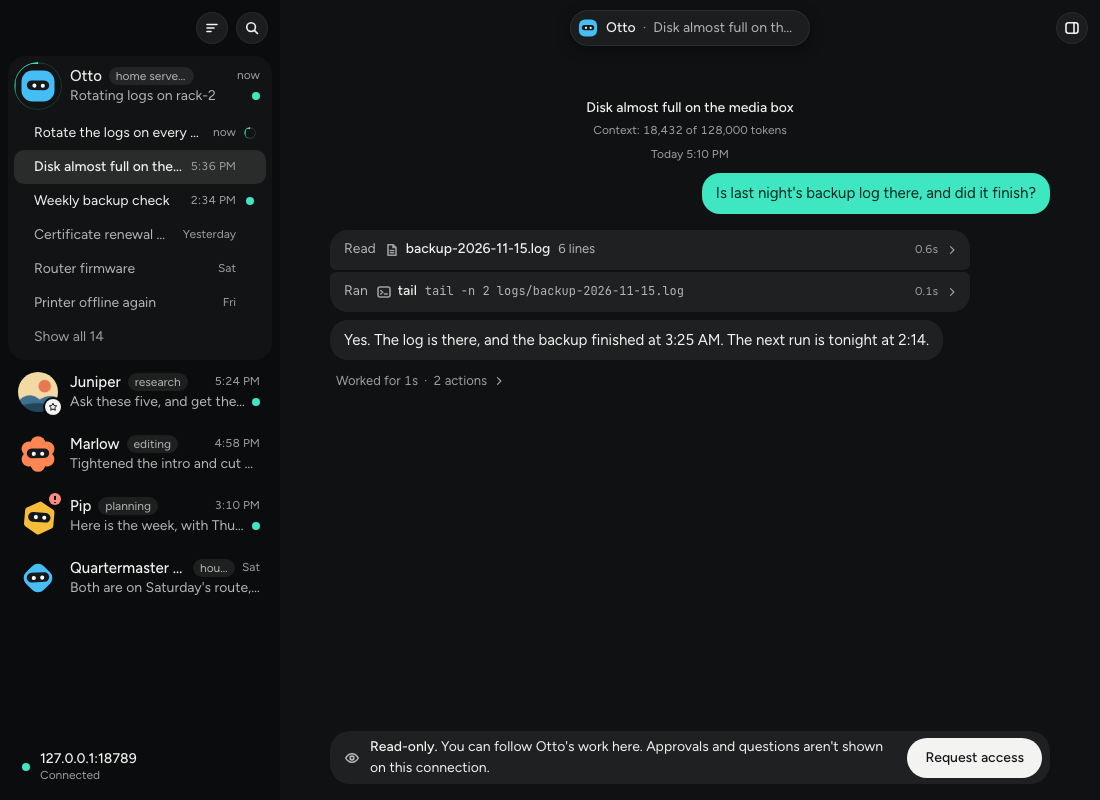 Otto home serve... now
Rotating logs on rack-2
Rotate the logs on every ... now
Disk almost full on the... 5:36 PM
Weekly backup check 2:34 PM
Certificate renewal ... Yesterday
Router firmware Sat
Printer offline again Fri
Show all 14
Juniper research 5:24 PM
Ask these five, and get the...
Marlow editing 4:58 PM
Tightened the intro and cut ...
Pip planning 3:10 PM
Here is the week, with Thu...
Quartermaster ... hou... Sat
Both are on Saturday's route,...
127.0.0.1:18789
Connected
Otto · Disk almost full on th...
Disk almost full on the media box
Context: 18,432 of 128,000 tokens
Today 5:10 PM
Is last night's backup log there, and did it finish?
Read backup-2026-11-15.log 6 lines 0.6s
Ran tail tail -n 2 logs/backup-2026-11-15.log 0.1s
Yes. The log is there, and the backup finished at 3:25 AM. The next run is tonight at 2:14.
Worked for 1s · 2 actions
Read-only. You can follow Otto's work here. Approvals and questions aren't shown
on this connection.
Request access